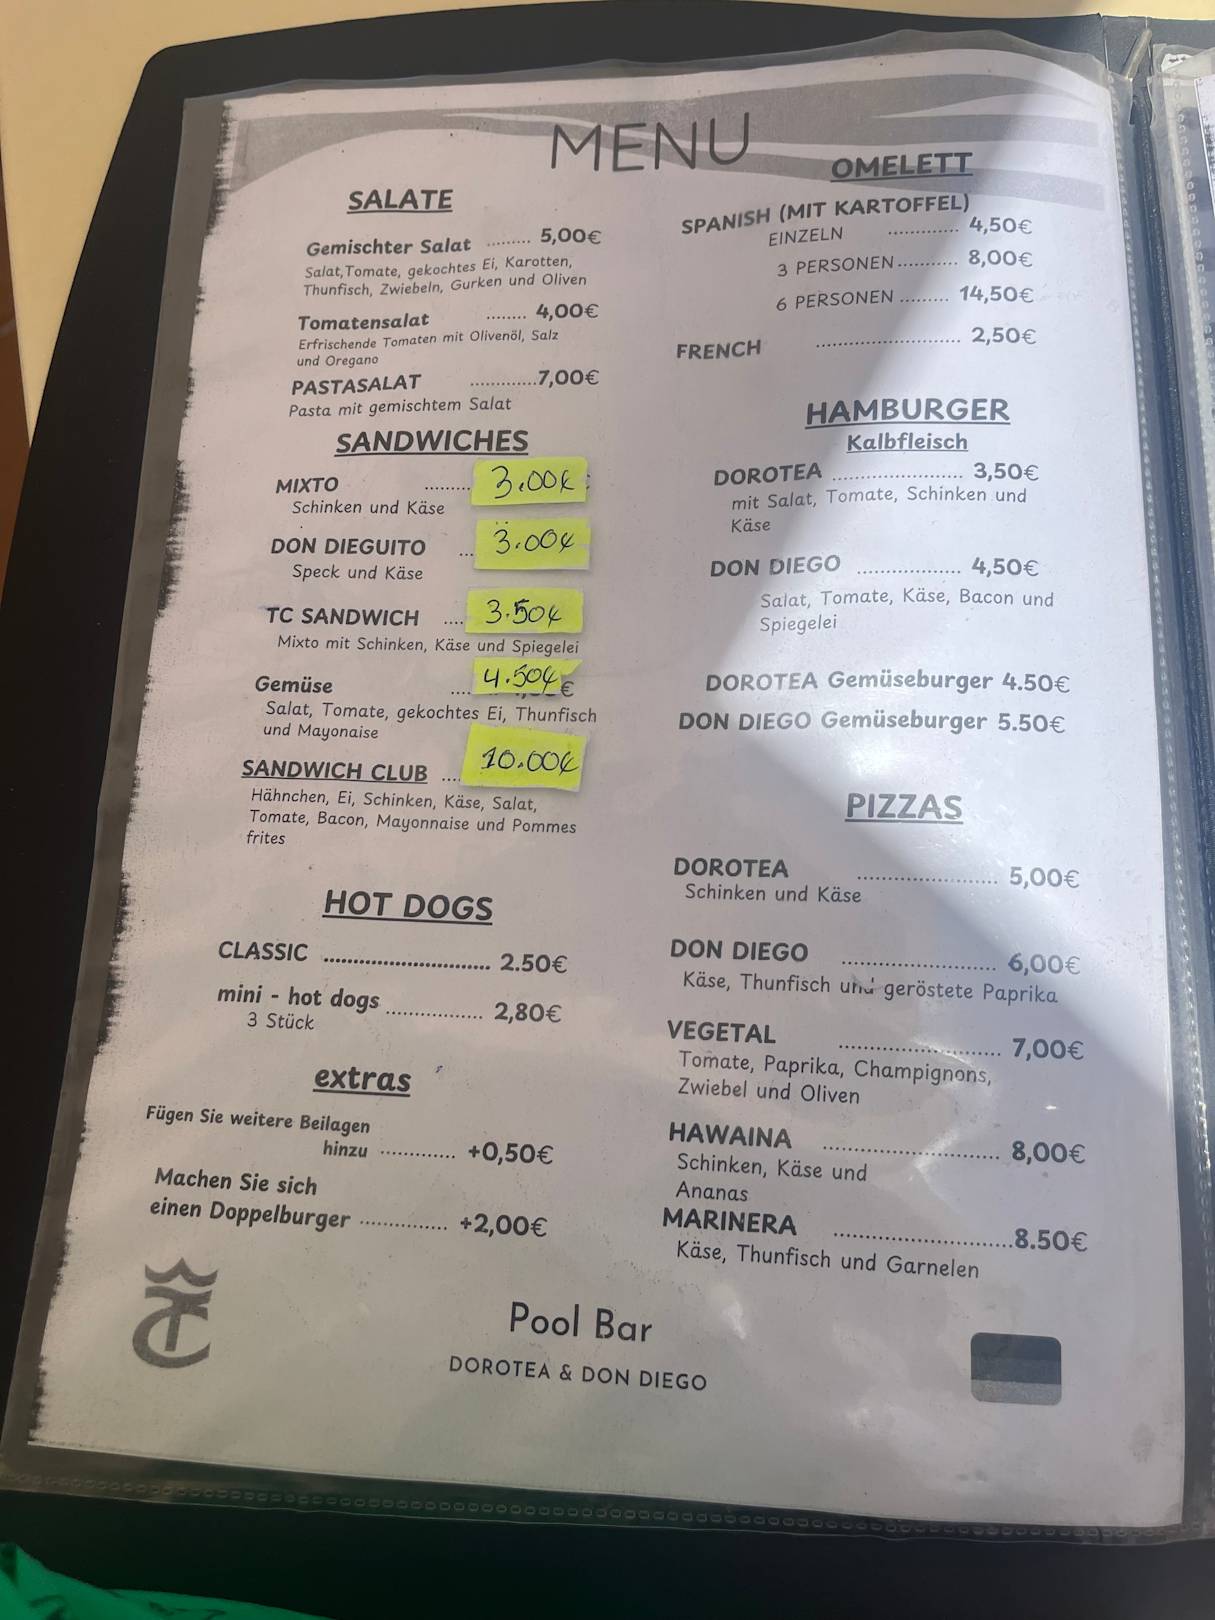 MENU
SALATE
Gemischter Salat ......... 5,00€
Salat,Tomate, gekochtes Ei, Karotten,
Thunfisch, Zwiebeln, Gurken und Oliven
Tomatensalat ........ 4,00€
Erfrischende Tomaten mit Olivenöl, Salz
und Oregano
PASTASALAT .............7,00€
Pasta mit gemischtem Salat
SANDWICHES
MIXTO ......... 3.00€
Schinken und Käse
DON DIEGUITO ... 3.00€
Speck und Käse
TC SANDWICH .... 3.50€
Mixto mit Schinken, Käse und Spiegelei
Gemüse .... 4.50€ €
Salat, Tomate, gekochtes Ei, Thunfisch
und Mayonaise
SANDWICH CLUB .... 10.00€
Hähnchen, Ei, Schinken, Käse, Salat,
Tomate, Bacon, Mayonnaise und Pommes
frites
HOT DOGS
CLASSIC ............................. 2.50€
mini - hot dogs ................. 2,80€
3 Stück
extras
Fügen Sie weitere Beilagen
hinzu ............. +0,50€
Machen Sie sich
einen Doppelburger ............... +2,00€
OMELETT
SPANISH (MIT KARTOFFEL)
EINZELN ............. 4,50€
3 PERSONEN ........... 8,00€
6 PERSONEN ......... 14,50€
FRENCH .......................... 2,50€
HAMBURGER
Kalbfleisch
DOROTEA ....................... 3,50€
mit Salat, Tomate, Schinken und
Käse
DON DIEGO .................. 4,50€
Salat, Tomate, Käse, Bacon und
Spiegelei
DOROTEA Gemüseburger 4.50€
DON DIEGO Gemüseburger 5.50€
PIZZAS
DOROTEA ........................ 5,00€
Schinken und Käse
DON DIEGO .......................... 6,00€
Käse, Thunfisch und geröstete Paprika
VEGETAL ........................... 7,00€
Tomate, Paprika, Champignons,
Zwiebel und Oliven
HAWAINA ............................. 8,00€
Schinken, Käse und
Ananas
MARINERA .............................8.50€
Käse, Thunfisch und Garnelen
TC
Pool Bar
DOROTEA & DON DIEGO